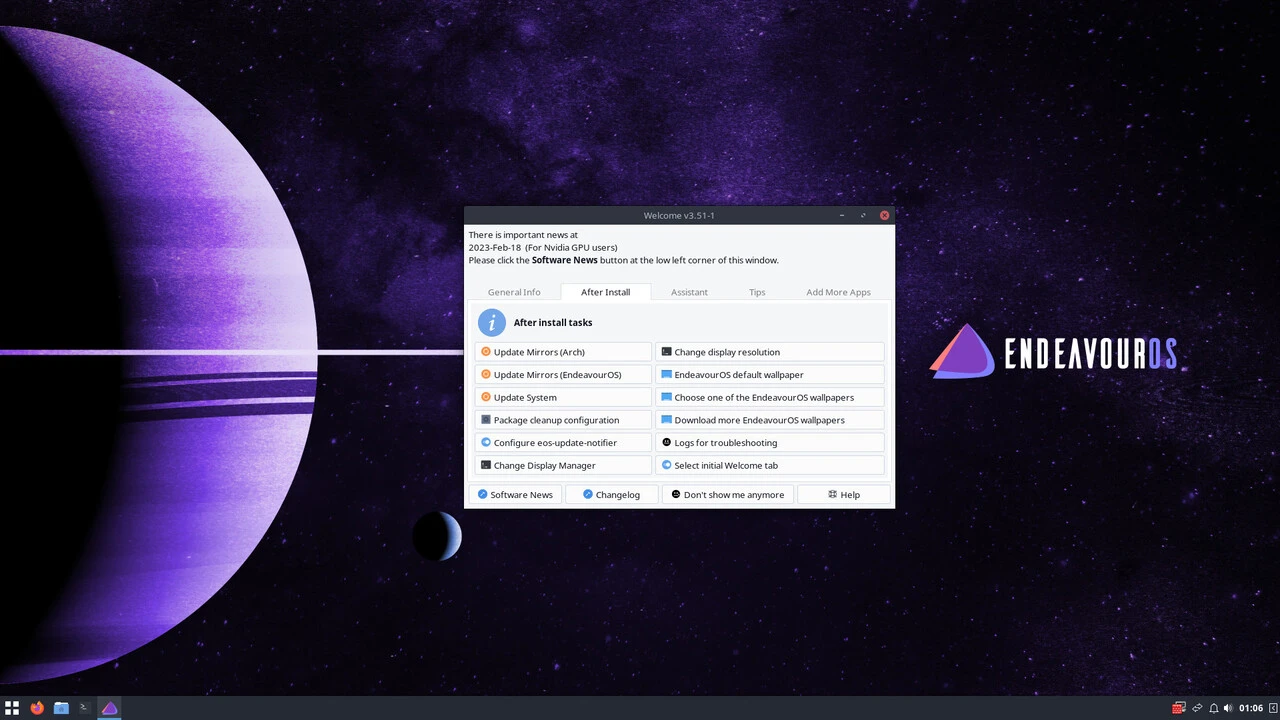 Welcome v3.51-1
There is important news at
2023-Feb-18 (For Nvidia GPU users)
Please click the Software News button at the low left corner of this window.
General Info
After Install
Assistant
Tips
Add More Apps
After install tasks
Update Mirrors (Arch)
Change display resolution
Update Mirrors (EndeavourOS)
EndeavourOS default wallpaper
Update System
Choose one of the EndeavourOS wallpapers
Package cleanup configuration
Download more EndeavourOS wallpapers
Configure eos-update-notifier
Logs for troubleshooting
Change Display Manager
Select initial Welcome tab
Software News
Changelog
Don't show me anymore
Help
ENDEAVOUROS
01:06